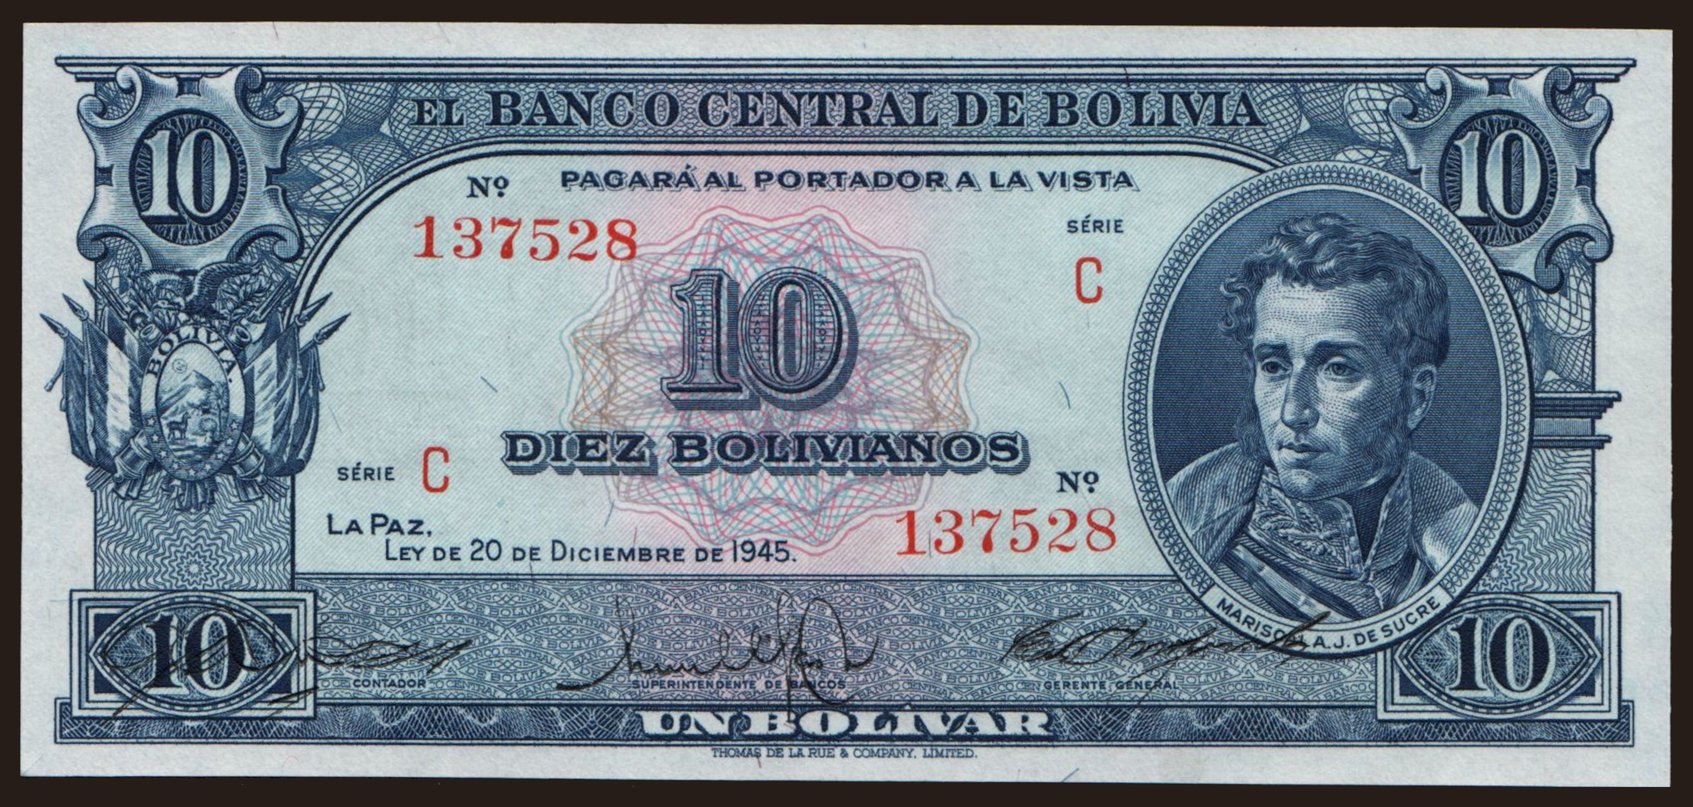 10
EL BANCO CENTRAL DE BOLIVIA
10
Nº PAGARÁ AL PORTADOR A LA VISTA
137528
SÉRIE
C
10
BOLIVIA.
DIEZ BOLIVIANOS
SÉRIE C
Nº
137528
LA PAZ,
LEY DE 20 DE DICIEMBRE DE 1945.
MARISCAL A. J. DE SUCRE
10
CONTADOR
SUPERINTENDENTE DE BANCOS
GERENTE GENERAL
10
UN BOLÍVAR
THOMAS DE LA RUE & COMPANY, LIMITED.